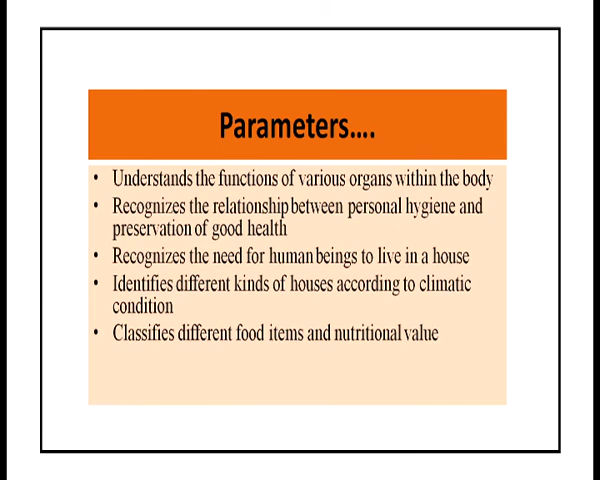 Parameters....
• Understands the functions of various organs within the body
• Recognizes the relationship between personal hygiene and
preservation of good health
• Recognizes the need for human beings to live in a house
• Identifies different kinds of houses according to climatic
condition
• Classifies different food items and nutritional value